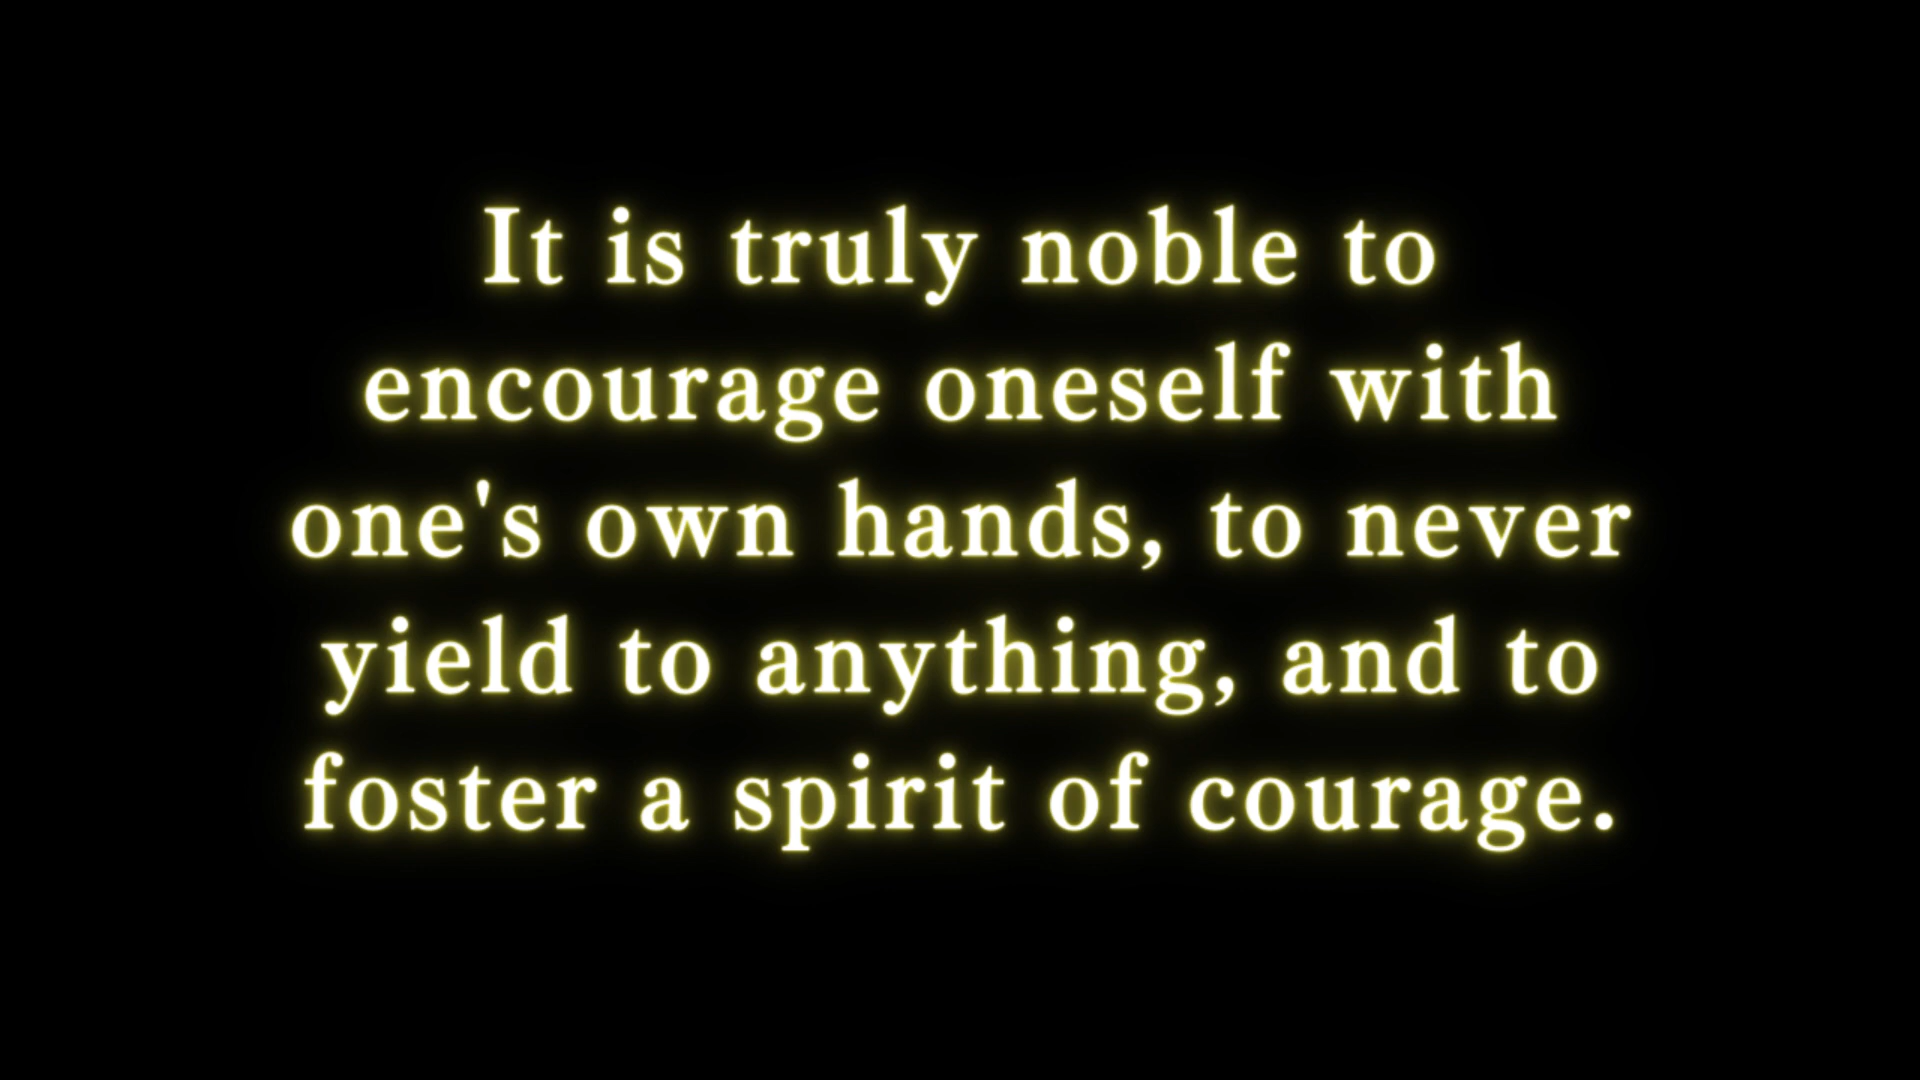 It is truly noble to
encourage oneself with
one's own hands, to never
yield to anything, and to
foster a spirit of courage.